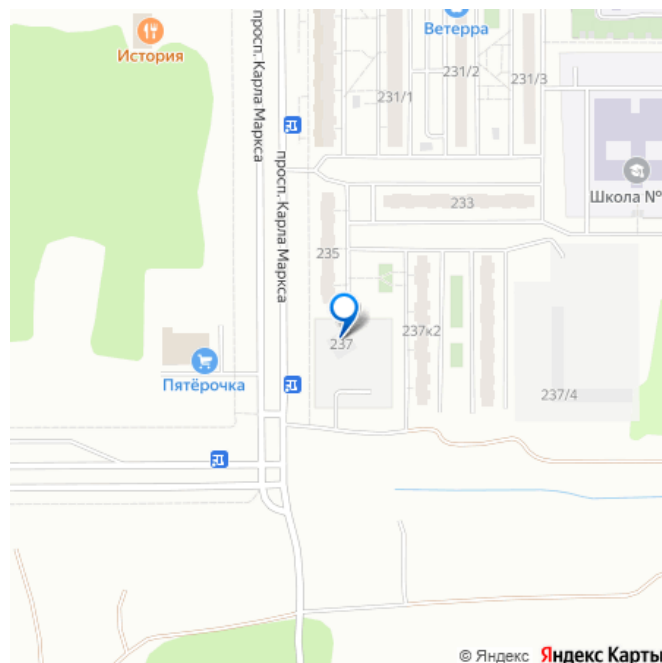 История
Ветерра
231/1
231/2
231/3
просп. Карла Маркса
просп. Карла Маркса
Школа №
233
235
237
237к2
237/4
Пятёрочка
© Яндекс Яндекс Карты